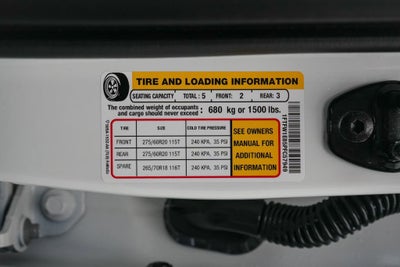 TIRE AND LOADING INFORMATION
SEATING CAPACITY TOTAL : 5 FRONT: 2 REAR: 3
The combined weight of occupants
and cargo should never exceed : 680 kg or 1500 lbs.
TIRE SIZE COLD TIRE PRESSURE
FRONT 275/60R20 115T 240 KPA, 35 PSI
REAR 275/60R20 115T 240 KPA, 35 PSI
SPARE 265/70R18 116T 240 KPA, 35 PSI
SEE OWNERS
MANUAL FOR
ADDITIONAL
INFORMATION